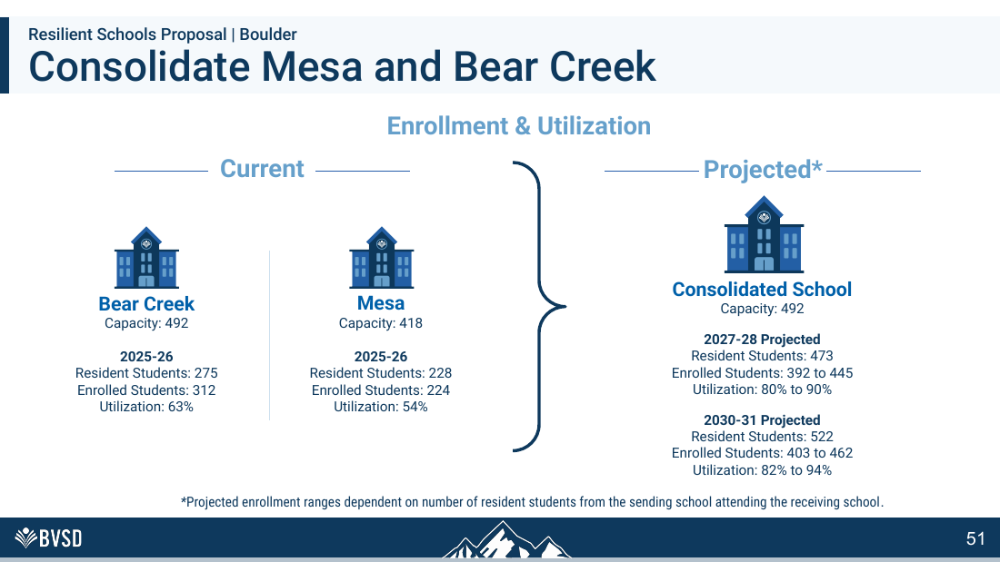 Resilient Schools Proposal | Boulder
Consolidate Mesa and Bear Creek
Enrollment & Utilization
Current
Bear Creek
Capacity: 492
2025-26
Resident Students: 275
Enrolled Students: 312
Utilization: 63%
Mesa
Capacity: 418
2025-26
Resident Students: 228
Enrolled Students: 224
Utilization: 54%
Projected*
Consolidated School
Capacity: 492
2027-28 Projected
Resident Students: 473
Enrolled Students: 392 to 445
Utilization: 80% to 90%
2030-31 Projected
Resident Students: 522
Enrolled Students: 403 to 462
Utilization: 82% to 94%
*Projected enrollment ranges dependent on number of resident students from the sending school attending the receiving school.
BVSD
51